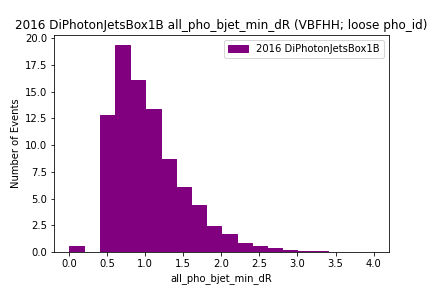 2016 DiPhotonJetsBox1B all_pho_bjet_min_dR (VBFHH; loose pho_id)
2016 DiPhotonJetsBox1B
Number of Events
20.0
17.5
15.0
12.5
10.0
7.5
5.0
2.5
0.0
0.0 0.5 1.0 1.5 2.0 2.5 3.0 3.5 4.0
all_pho_bjet_min_dR